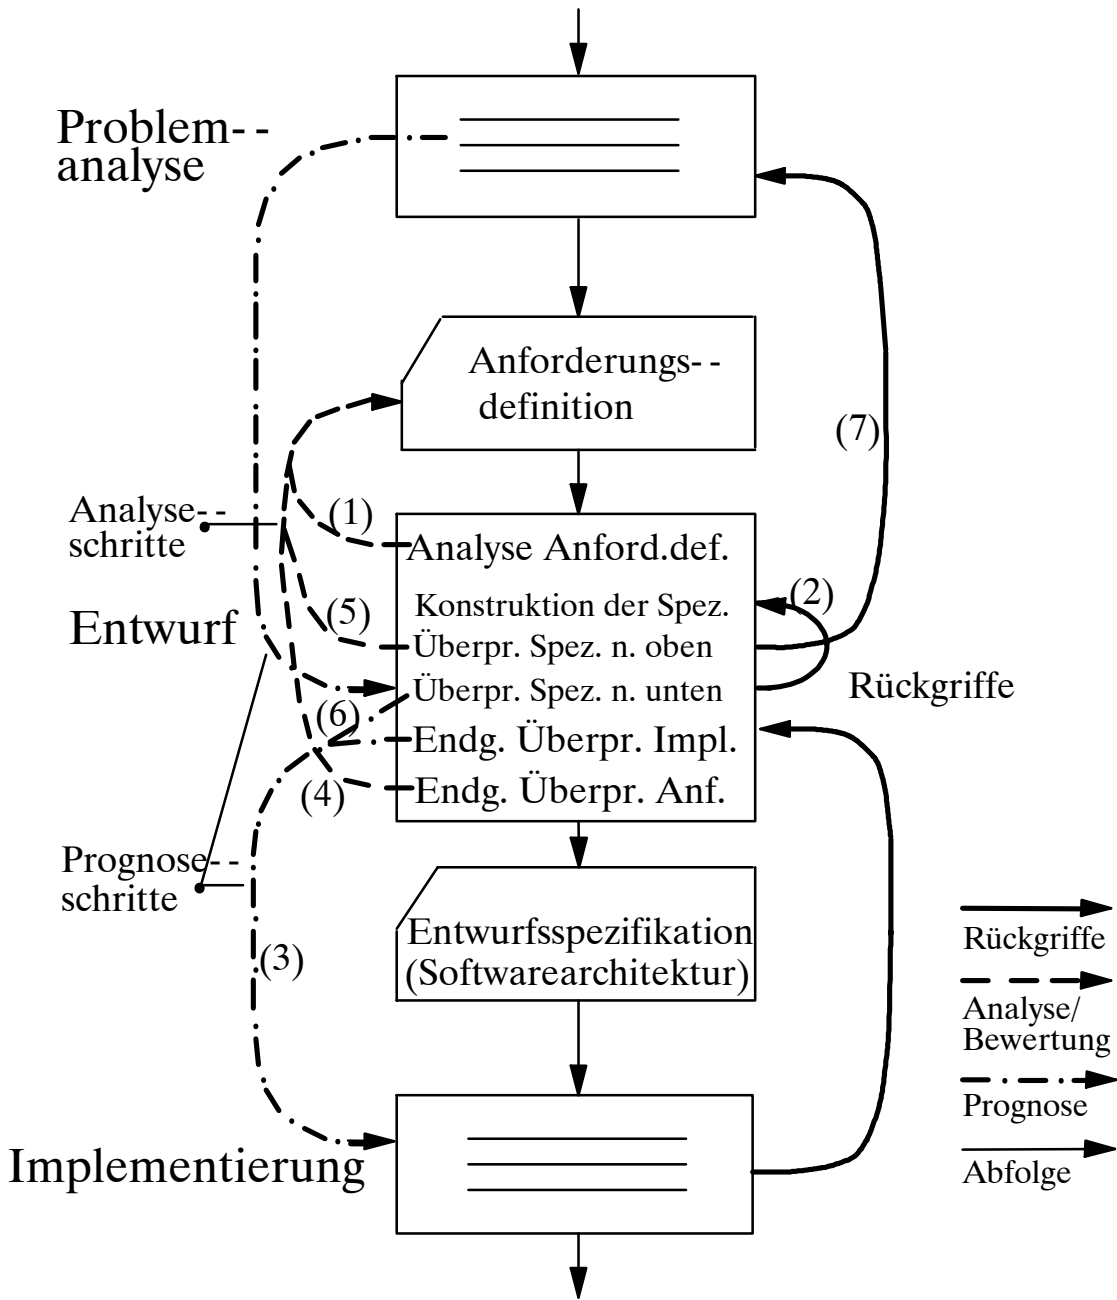 Problem--
analyse
Anforderungs--
definition
(7)
Analyse--
schritte
(1)
Analyse Anford.def.
Entwurf
(5)
Konstruktion der Spez.
(2)
Überpr. Spez. n. oben
Überpr. Spez. n. unten
Rückgriffe
(6)
Endg. Überpr. Impl.
(4)
Endg. Überpr. Anf.
Prognose--
schritte
(3)
Entwurfsspezifikation
(Softwarearchitektur)
Rückgriffe
Analyse/
Bewertung
Prognose
Abfolge
Implementierung